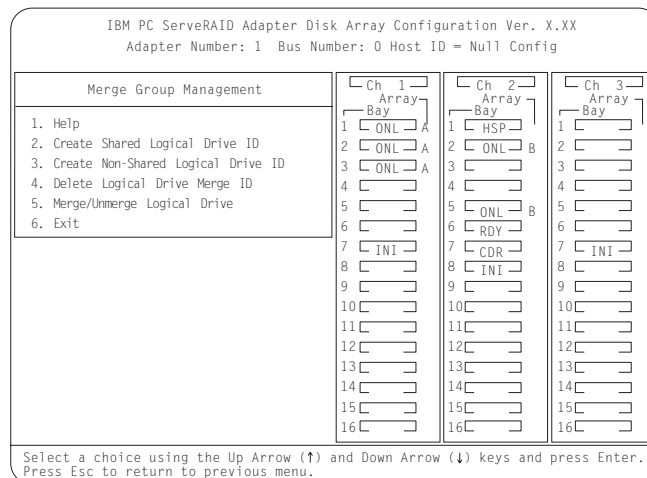 IBM PC ServeRAID Adapter Disk Array Configuration Ver. X.XX
Adapter Number: 1 Bus Number: 0 Host ID = Null Config
Merge Group Management
1. Help
2. Create Shared Logical Drive ID
3. Create Non-Shared Logical Drive ID
4. Delete Logical Drive Merge ID
5. Merge/Unmerge Logical Drive
6. Exit
Ch 1
Array
Bay
1 ONL A
2 ONL A
3 ONL A
4
5
6
7 INI
8
9
10
11
12
13
14
15
16
Ch 2
Array
Bay
1 HSP
2 ONL B
3
4
5 ONL B
6 RDY
7 CDR
8 INI
9
10
11
12
13
14
15
16
Ch 3
Array
Bay
1
2
3
4
5
6
7 INI
8
9
10
11
12
13
14
15
16
Select a choice using the Up Arrow (↑) and Down Arrow (↓) keys and press Enter.
Press Esc to return to previous menu.